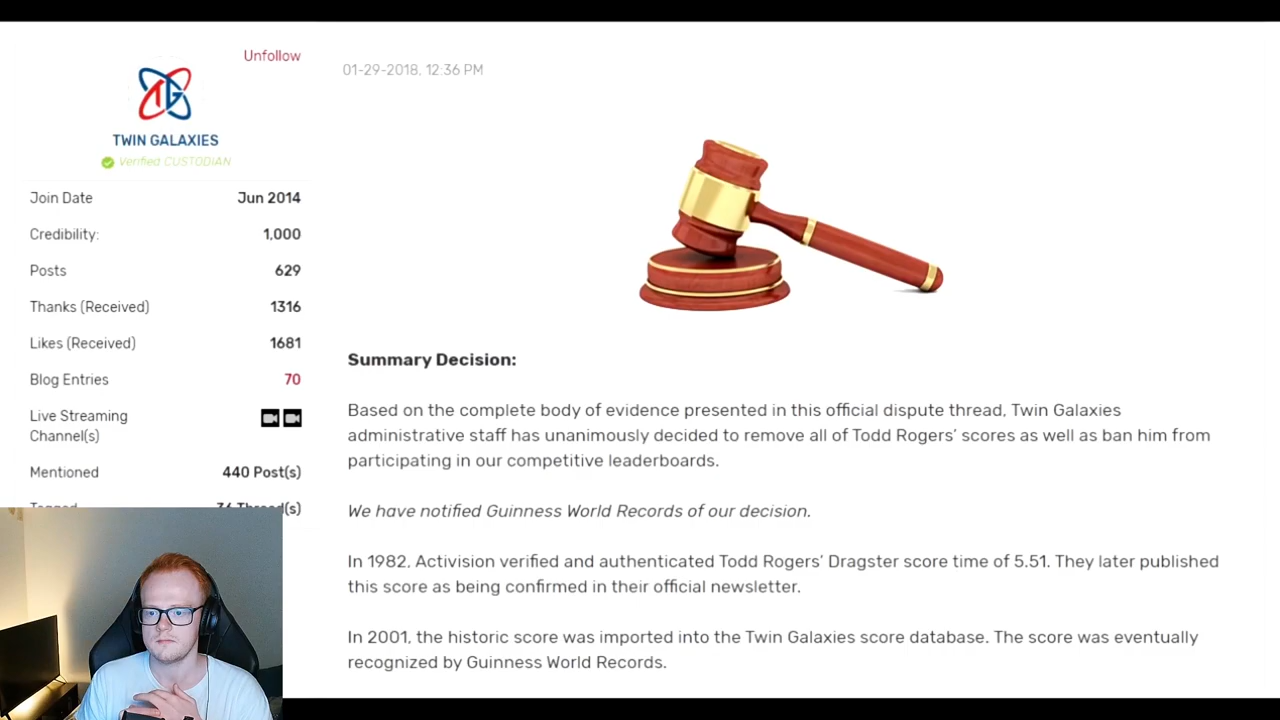 Unfollow
01-29-2018, 12:36 PM
TWIN GALAXIES
Verified CUSTODIAN
Join Date Jun 2014
Credibility: 1,000
Posts 629
Thanks (Received) 1316
Likes (Received) 1681
Blog Entries 70
Live Streaming
Channel(s)
Mentioned 440 Post(s)
Tagged 36 Thread(s)
Summary Decision:
Based on the complete body of evidence presented in this official dispute thread, Twin Galaxies
administrative staff has unanimously decided to remove all of Todd Rogers’ scores as well as ban him from
participating in our competitive leaderboards.
We have notified Guinness World Records of our decision.
In 1982, Activision verified and authenticated Todd Rogers’ Dragster score time of 5.51. They later published
this score as being confirmed in their official newsletter.
In 2001, the historic score was imported into the Twin Galaxies score database. The score was eventually
recognized by Guinness World Records.